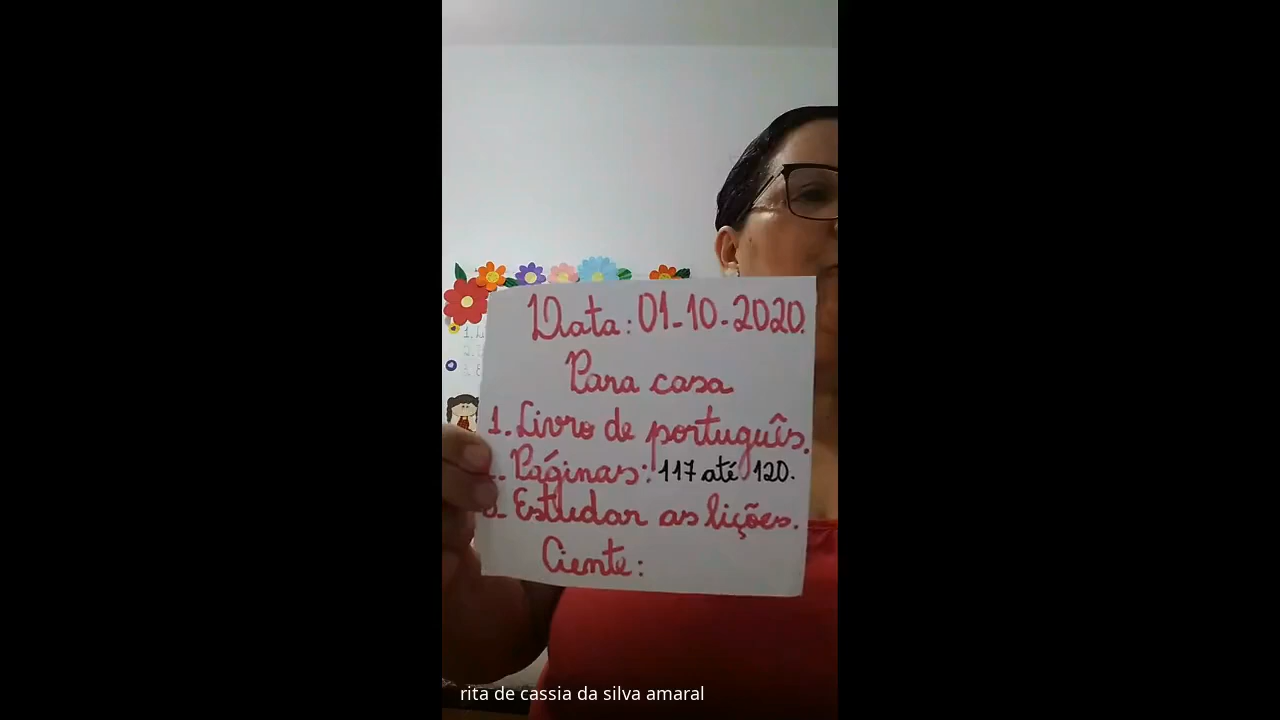 Data: 01-10-2020.
Para casa
1. Livro de português.
Páginas: 117 até 120.
Estudar as lições.
Ciente:
rita de cassia da silva amaral